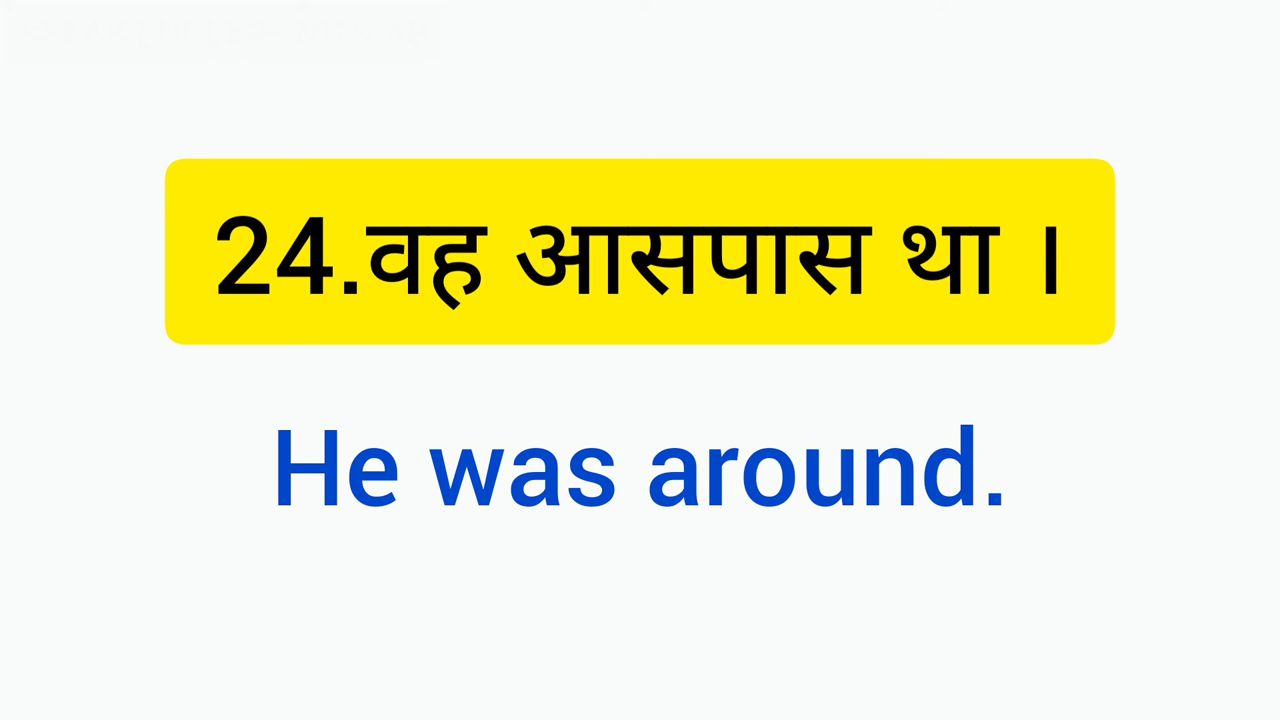 24.वह आसपास था ।
He was around.